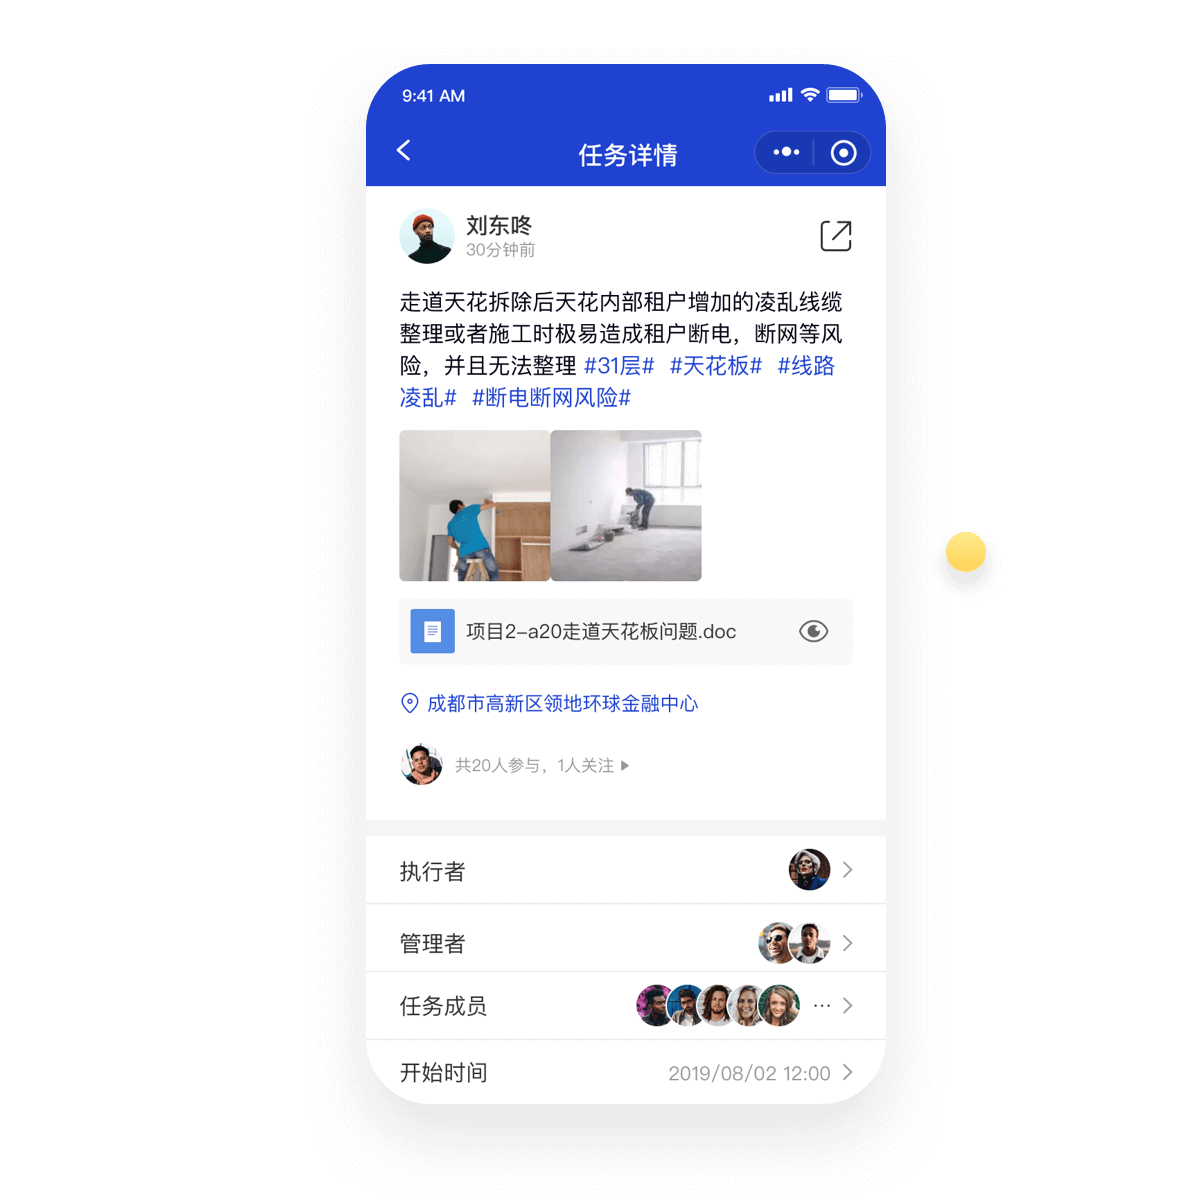 9:41 AM
任务详情
刘东咚
30分钟前
走道天花拆除后天花内部租户增加的凌乱线缆
整理或者施工时极易造成租户断电，断网等风
险，并且无法整理 #31层# #天花板# #线路
凌乱# #断电断网风险#
项目2-a20走道天花板问题.doc
成都市高新区领地环球金融中心
共20人参与，1人关注
执行者
管理者
任务成员
开始时间 2019/08/02 12:00